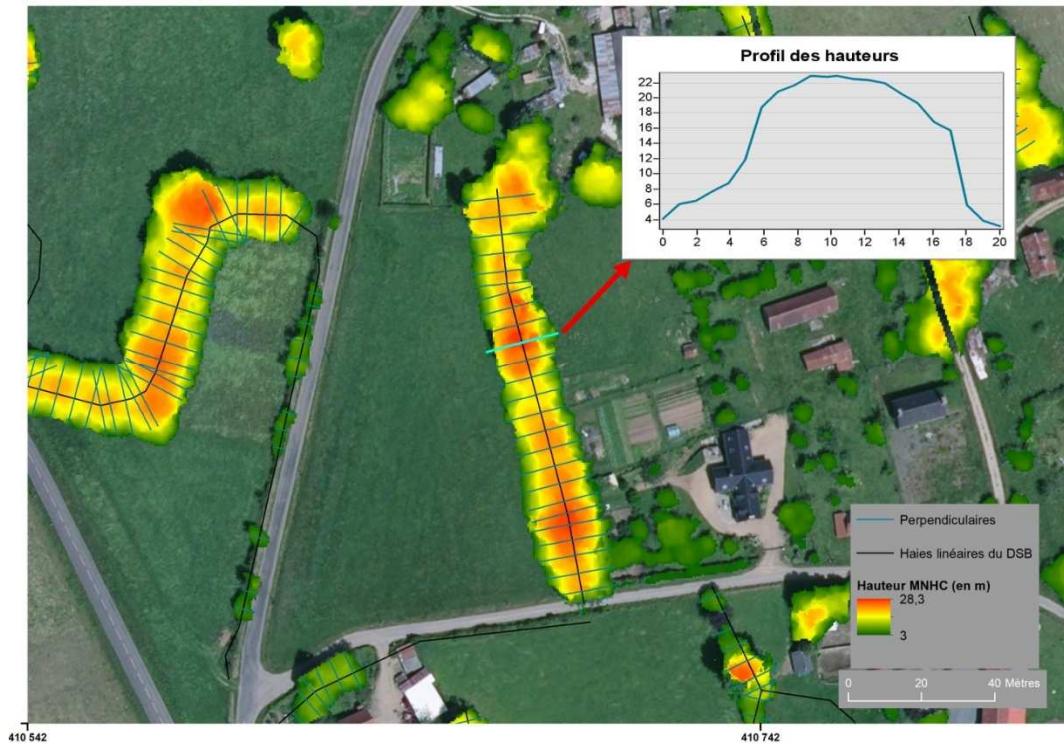 Profil des hauteurs
22
20
18
16
14
12
10
8
6
4
0 2 4 6 8 10 12 14 16 18 20
Perpendiculaires
Haies linéaires du DSB
Hauteur MNHC (en m)
28,3
3
0 20 40 Mètres
410 542 410 742